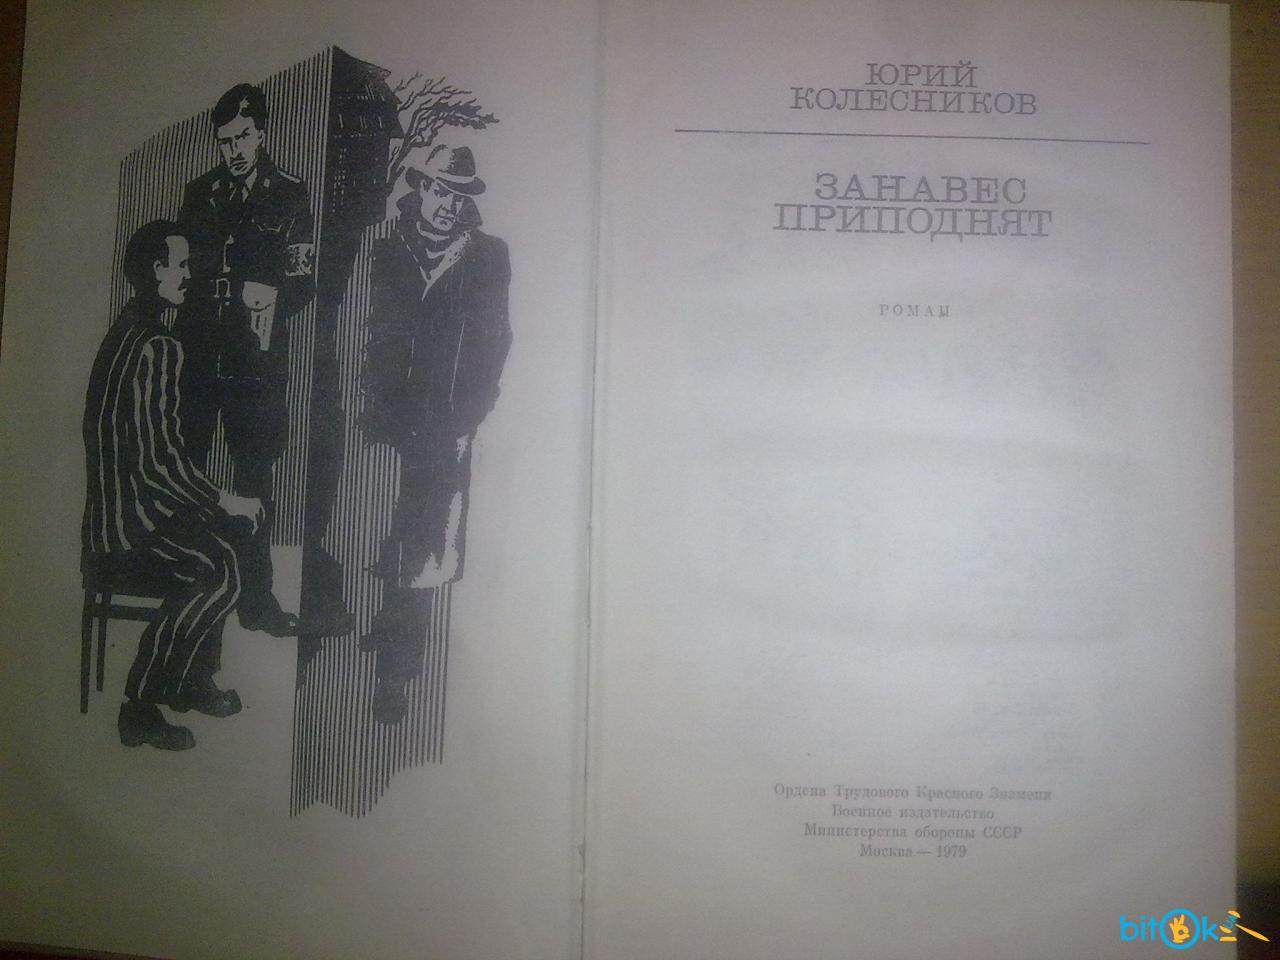 ЮРИЙ
КОЛЕСНИКОВ
ЗАНАВЕС
ПРИПОДНЯТ
РОМАН
Ордена Трудового Красного Знамени
Военное издательство
Министерства обороны СССР
Москва — 1979
bitOk